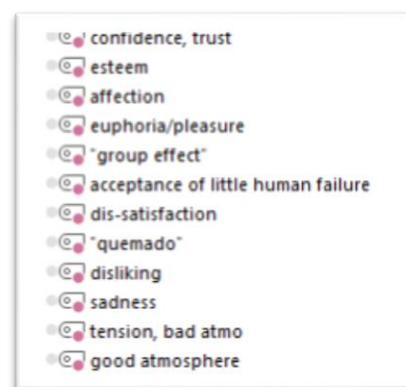 confidence, trust
esteem
affection
euphoria/pleasure
"group effect"
acceptance of little human failure
dis-satisfaction
"quemado"
disliking
sadness
tension, bad atmo
good atmosphere